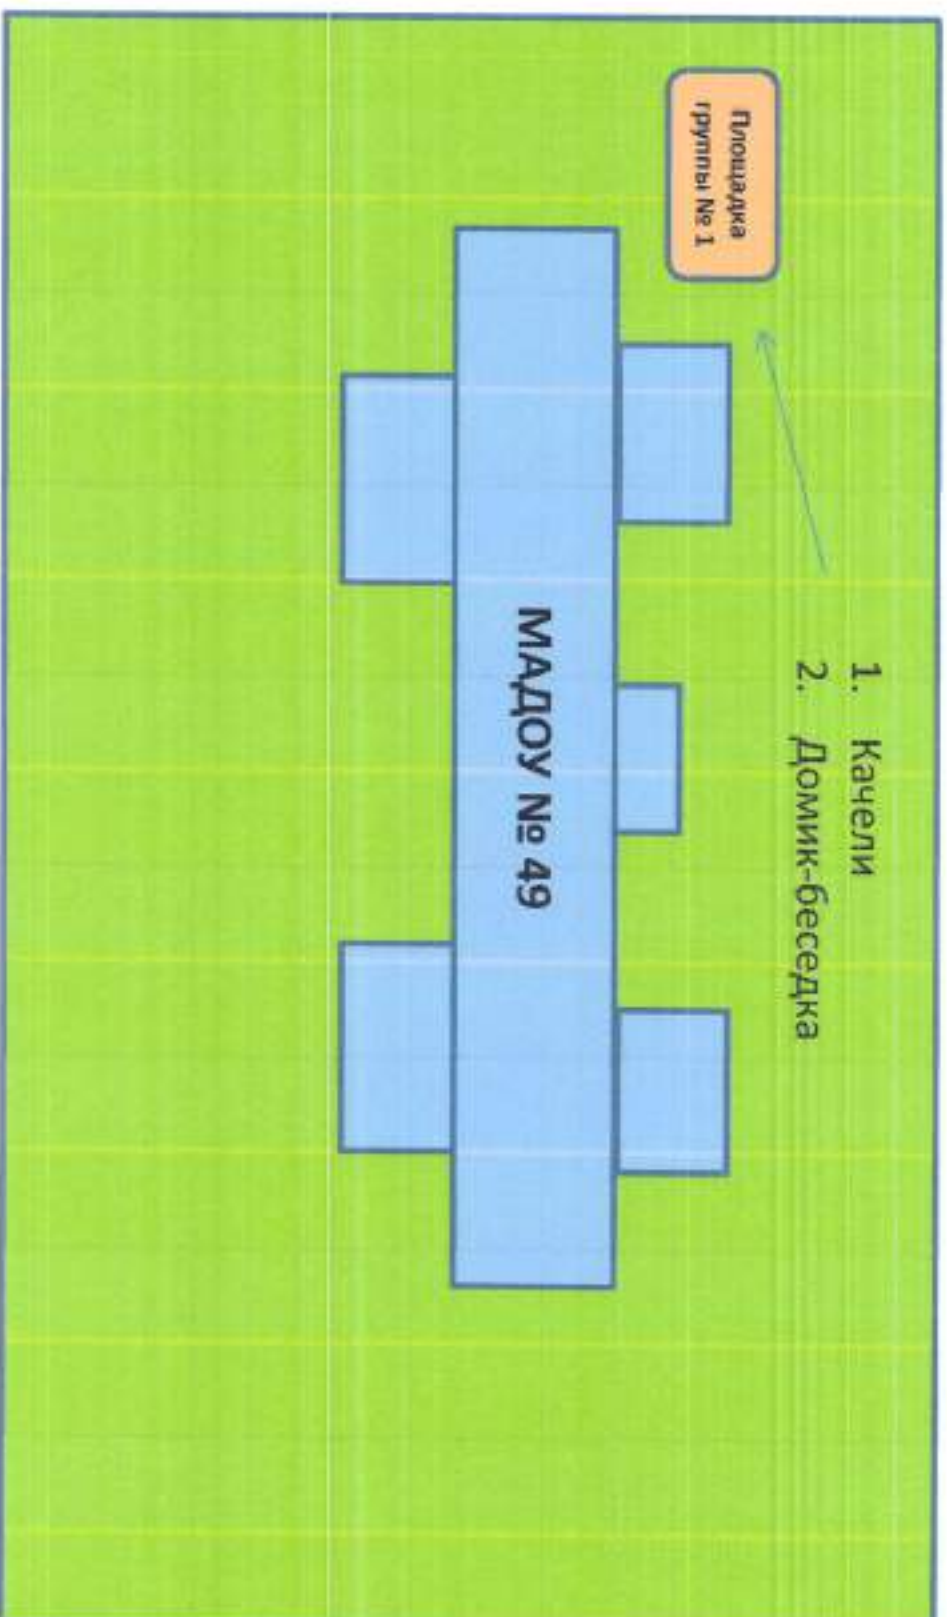 1. Качели
2. Домик-беседка
Площадка
группы № 1
МАДОУ № 49